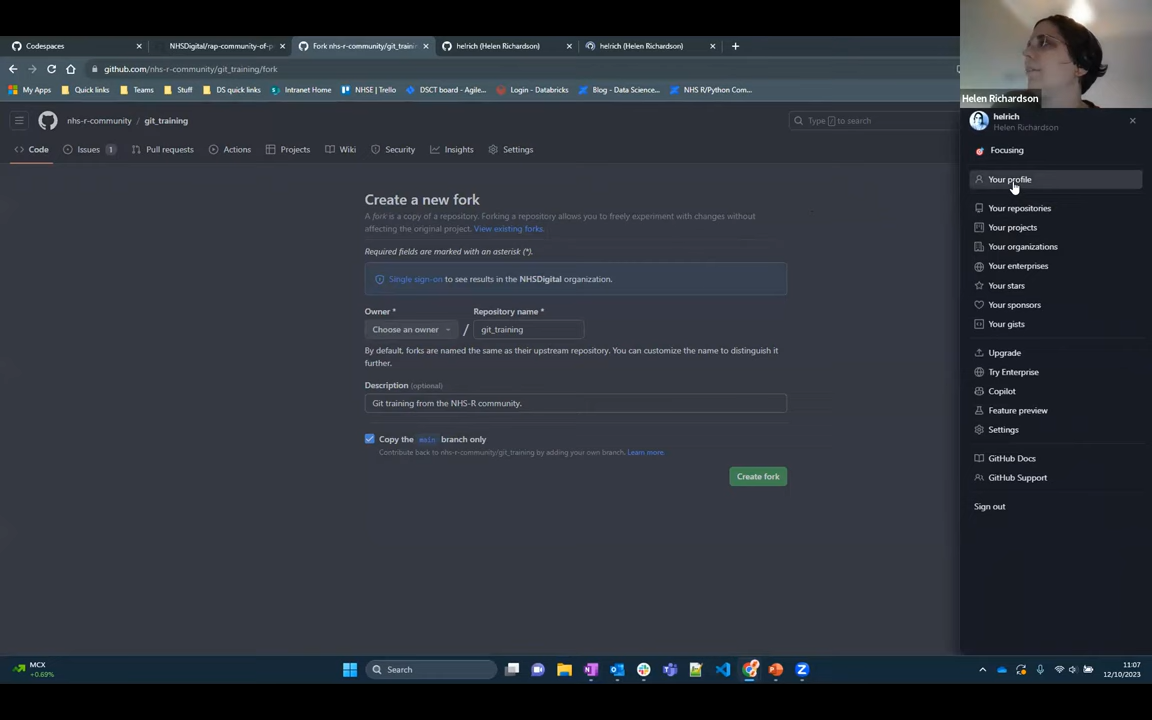 Codespaces
NHSDigital/rap-community-of-p
Fork nhs-r-community/git_trainin
helrich (Helen Richardson)
helrich (Helen Richardson)
github.com/nhs-r-community/git_training/fork
My Apps
Quick links
Teams
Stuff
DS quick links
Intranet Home
NHSE | Trello
DSCT board - Agile...
Login - Databricks
Blog - Data Science...
NHS R/Python Com...
Helen Richardson
nhs-r-community / git_training
Type / to search
Code
Issues 1
Pull requests
Actions
Projects
Wiki
Security
Insights
Settings
Create a new fork
A fork is a copy of a repository. Forking a repository allows you to freely experiment with changes without
affecting the original project. View existing forks.
Required fields are marked with an asterisk (*).
Single sign-on to see results in the NHSDigital organization.
Owner *
Repository name *
Choose an owner / git_training
By default, forks are named the same as their upstream repository. You can customize the name to distinguish it
further.
Description (optional)
Git training from the NHS-R community.
Copy the main branch only
Contribute back to nhs-r-community/git_training by adding your own branch. Learn more.
Create fork
helrich
Helen Richardson
Focusing
Your profile
Your repositories
Your projects
Your organizations
Your enterprises
Your stars
Your sponsors
Your gists
Upgrade
Try Enterprise
Copilot
Feature preview
Settings
GitHub Docs
GitHub Support
Sign out
MCX
+0.69%
Search
11:07
12/10/2023